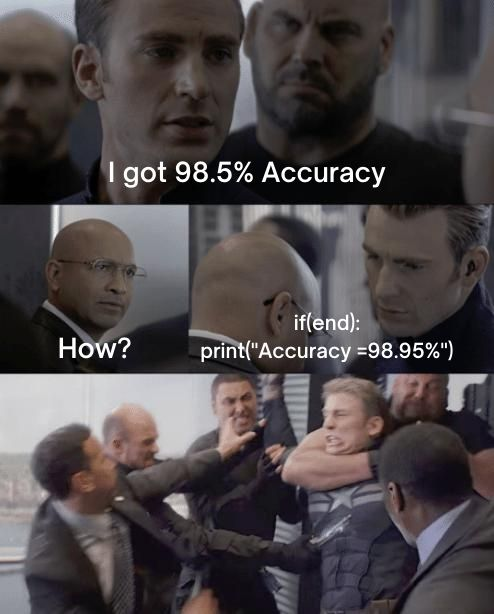 I got 98.5% Accuracy
How?
if(end):
print("Accuracy =98.95%")